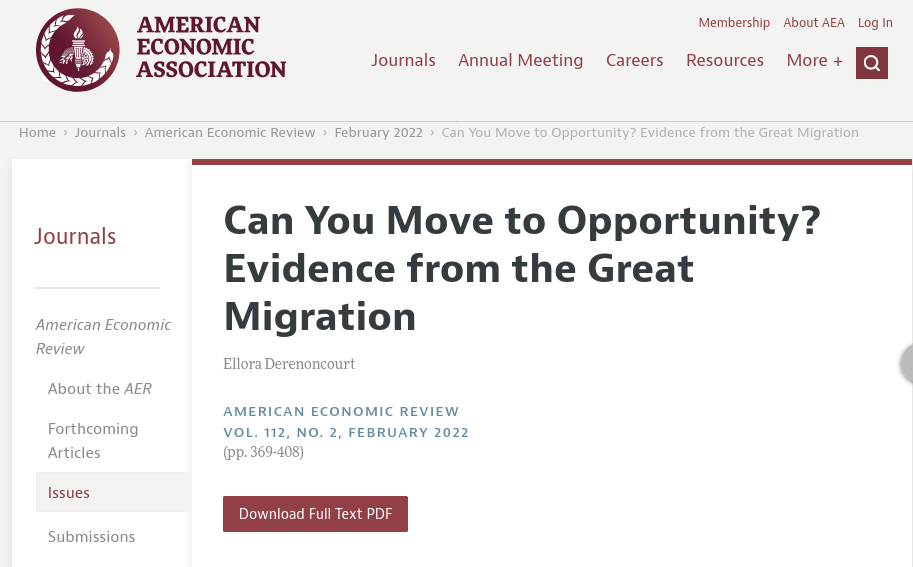 AMERICAN
ECONOMIC
ASSOCIATION
Membership About AEA Log In
Journals Annual Meeting Careers Resources More +
Home › Journals › American Economic Review › February 2022 › Can You Move to Opportunity? Evidence from the Great Migration
Journals
American Economic
Review
About the AER
Forthcoming
Articles
Issues
Submissions
Can You Move to Opportunity?
Evidence from the Great
Migration
Ellora Derenoncourt
AMERICAN ECONOMIC REVIEW
VOL. 112, NO. 2, FEBRUARY 2022
(pp. 369-408)
Download Full Text PDF